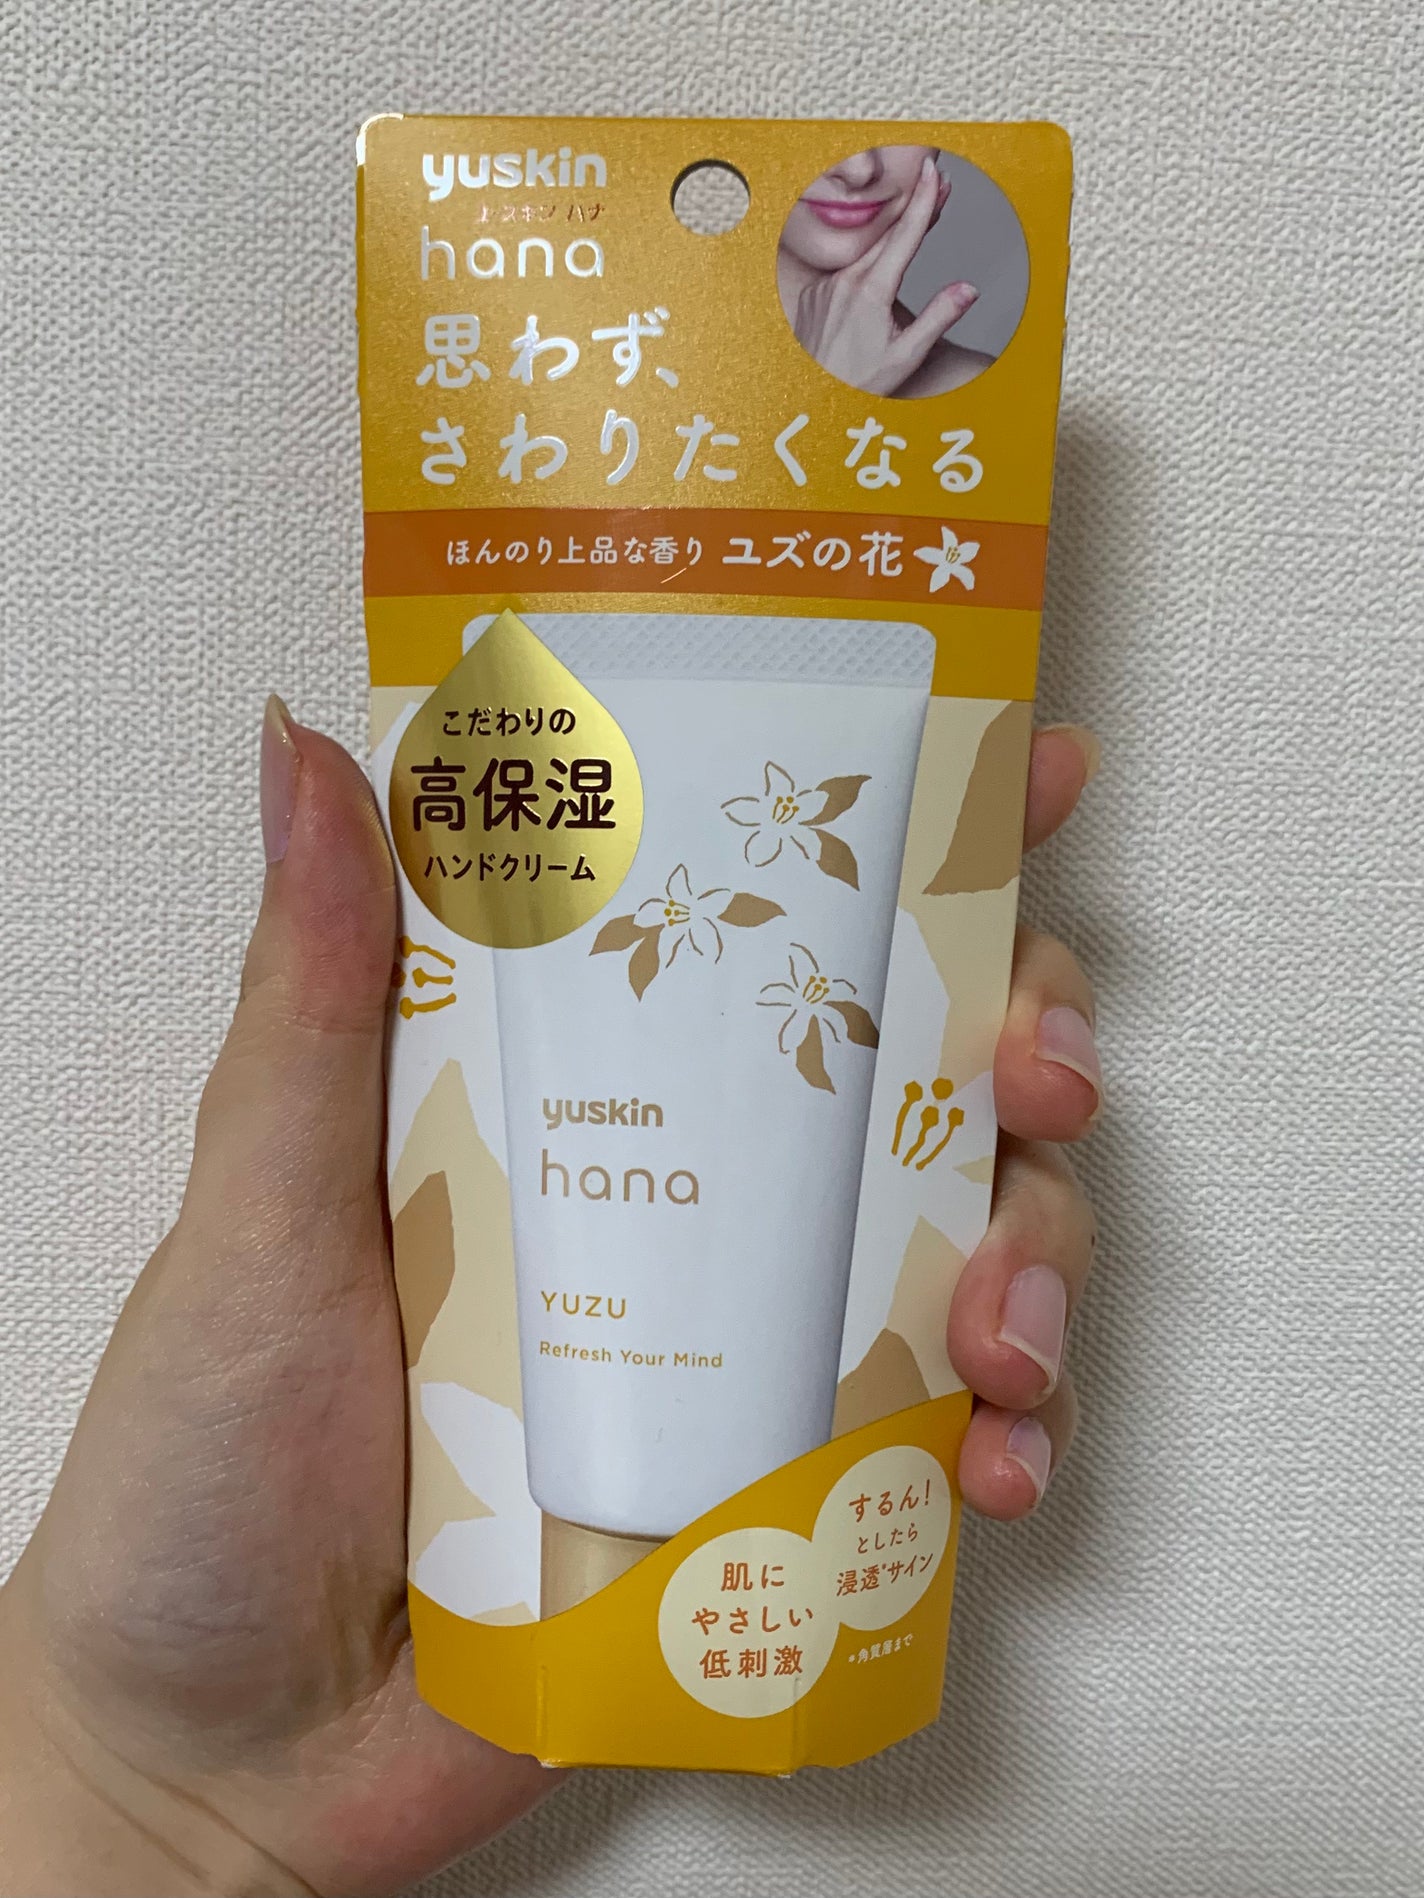 yuskin
ユースキン ハナ
hana
思わず、
さわりたくなる
ほんのり上品な香り ユズの花
こだわりの
高保湿
ハンドクリーム
yuskin
hana
YUZU
Refresh Your Mind
するん!
としたら
浸透*サイン
肌に
やさしい
低刺激
*角質層まで